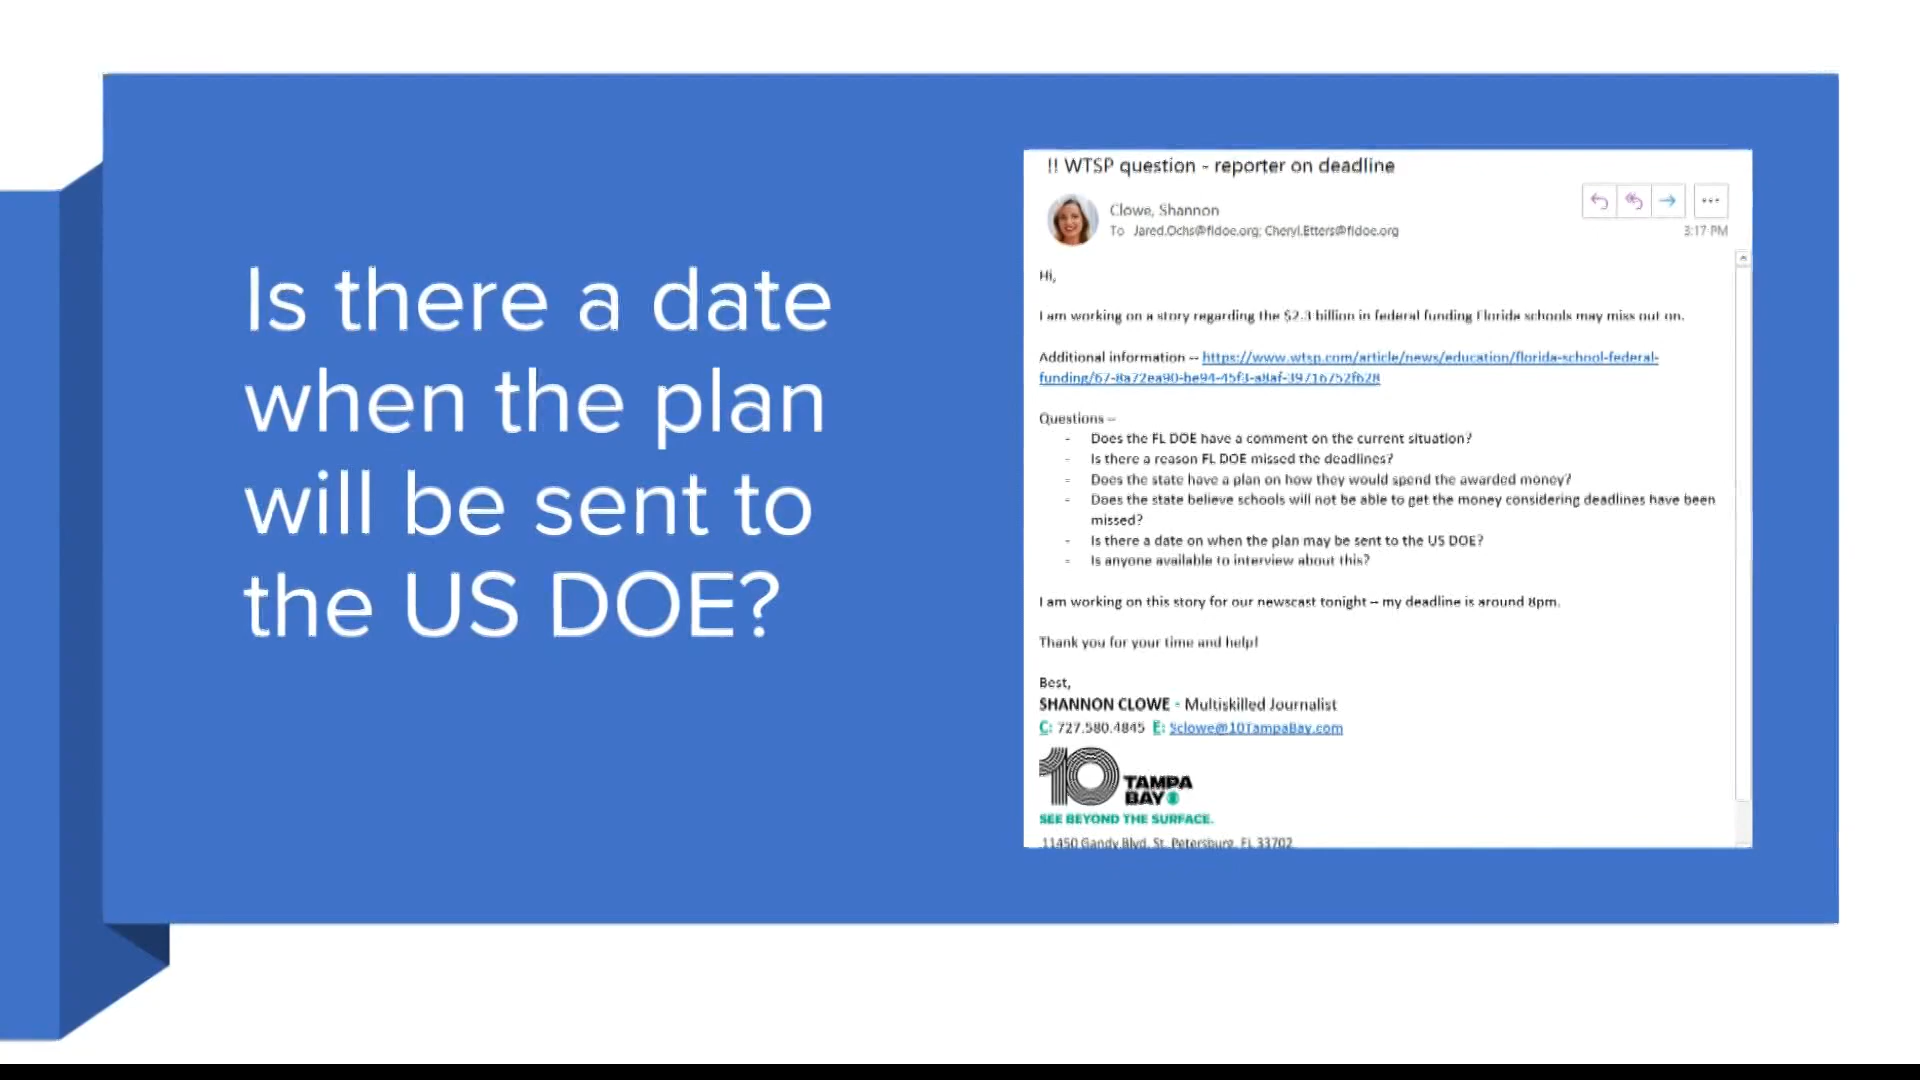 Is there a date
when the plan
will be sent to
the US DOE?
!! WTSP question - reporter on deadline
Clowe, Shannon
To Jared.Ochs@fldoe.org; Cheryl.Etters@fldoe.org
3:17 PM
Hi,
I am working on a story regarding the $2.3 billion in federal funding Florida schools may miss out on.
Additional information -- https://www.wtsp.com/article/news/education/florida-school-federal-
funding/67-8a72ea90-be94-45f3-a8af-39716752f628
Questions –
- Does the FL DOE have a comment on the current situation?
- Is there a reason FL DOE missed the deadlines?
- Does the state have a plan on how they would spend the awarded money?
- Does the state believe schools will not be able to get the money considering deadlines have been
missed?
- Is there a date on when the plan may be sent to the US DOE?
- Is anyone available to interview about this?
I am working on this story for our newscast tonight – my deadline is around 8pm.
Thank you for your time and help!
Best,
SHANNON CLOWE - Multiskilled Journalist
C: 727.580.4845 E: Sclowe@10TampaBay.com
10 TAMPA
BAY
SEE BEYOND THE SURFACE.
11450 Gandy Blvd. St. Petersburg, FL 33702